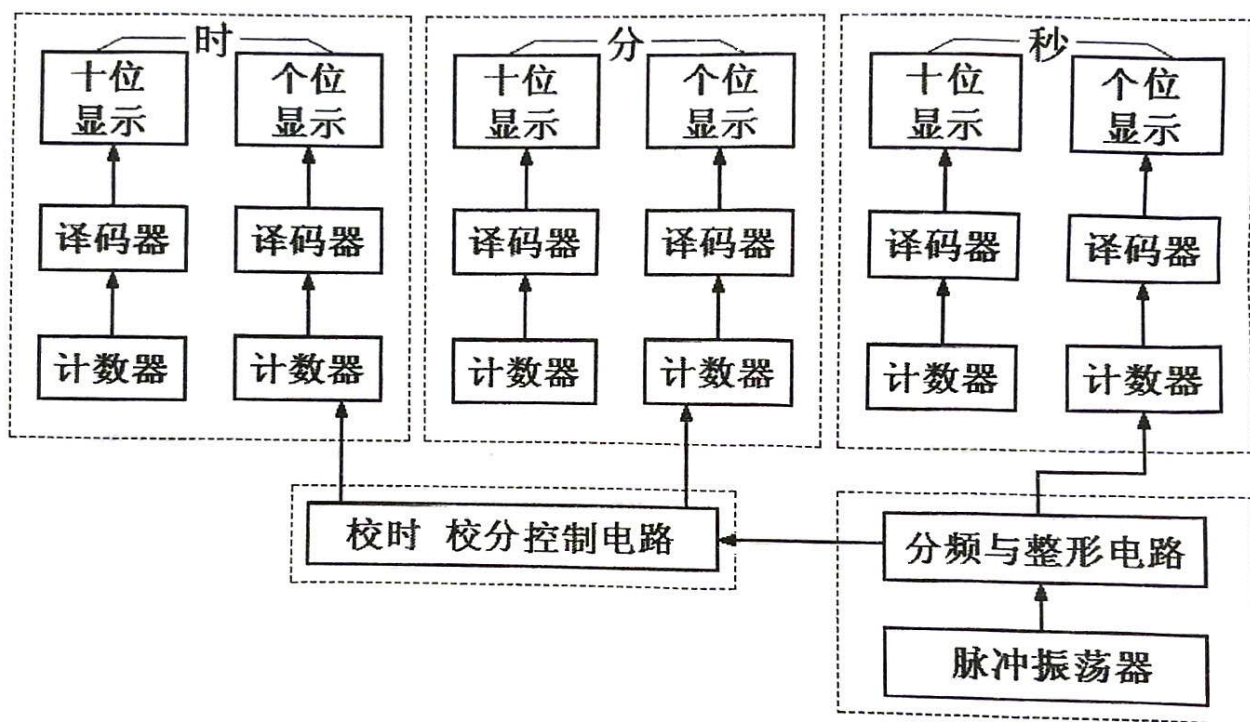 时
十位
显示
个位
显示
译码器
译码器
计数器
计数器
分
十位
显示
个位
显示
译码器
译码器
计数器
计数器
秒
十位
显示
个位
显示
译码器
译码器
计数器
计数器
校时 校分控制电路
分频与整形电路
脉冲振荡器